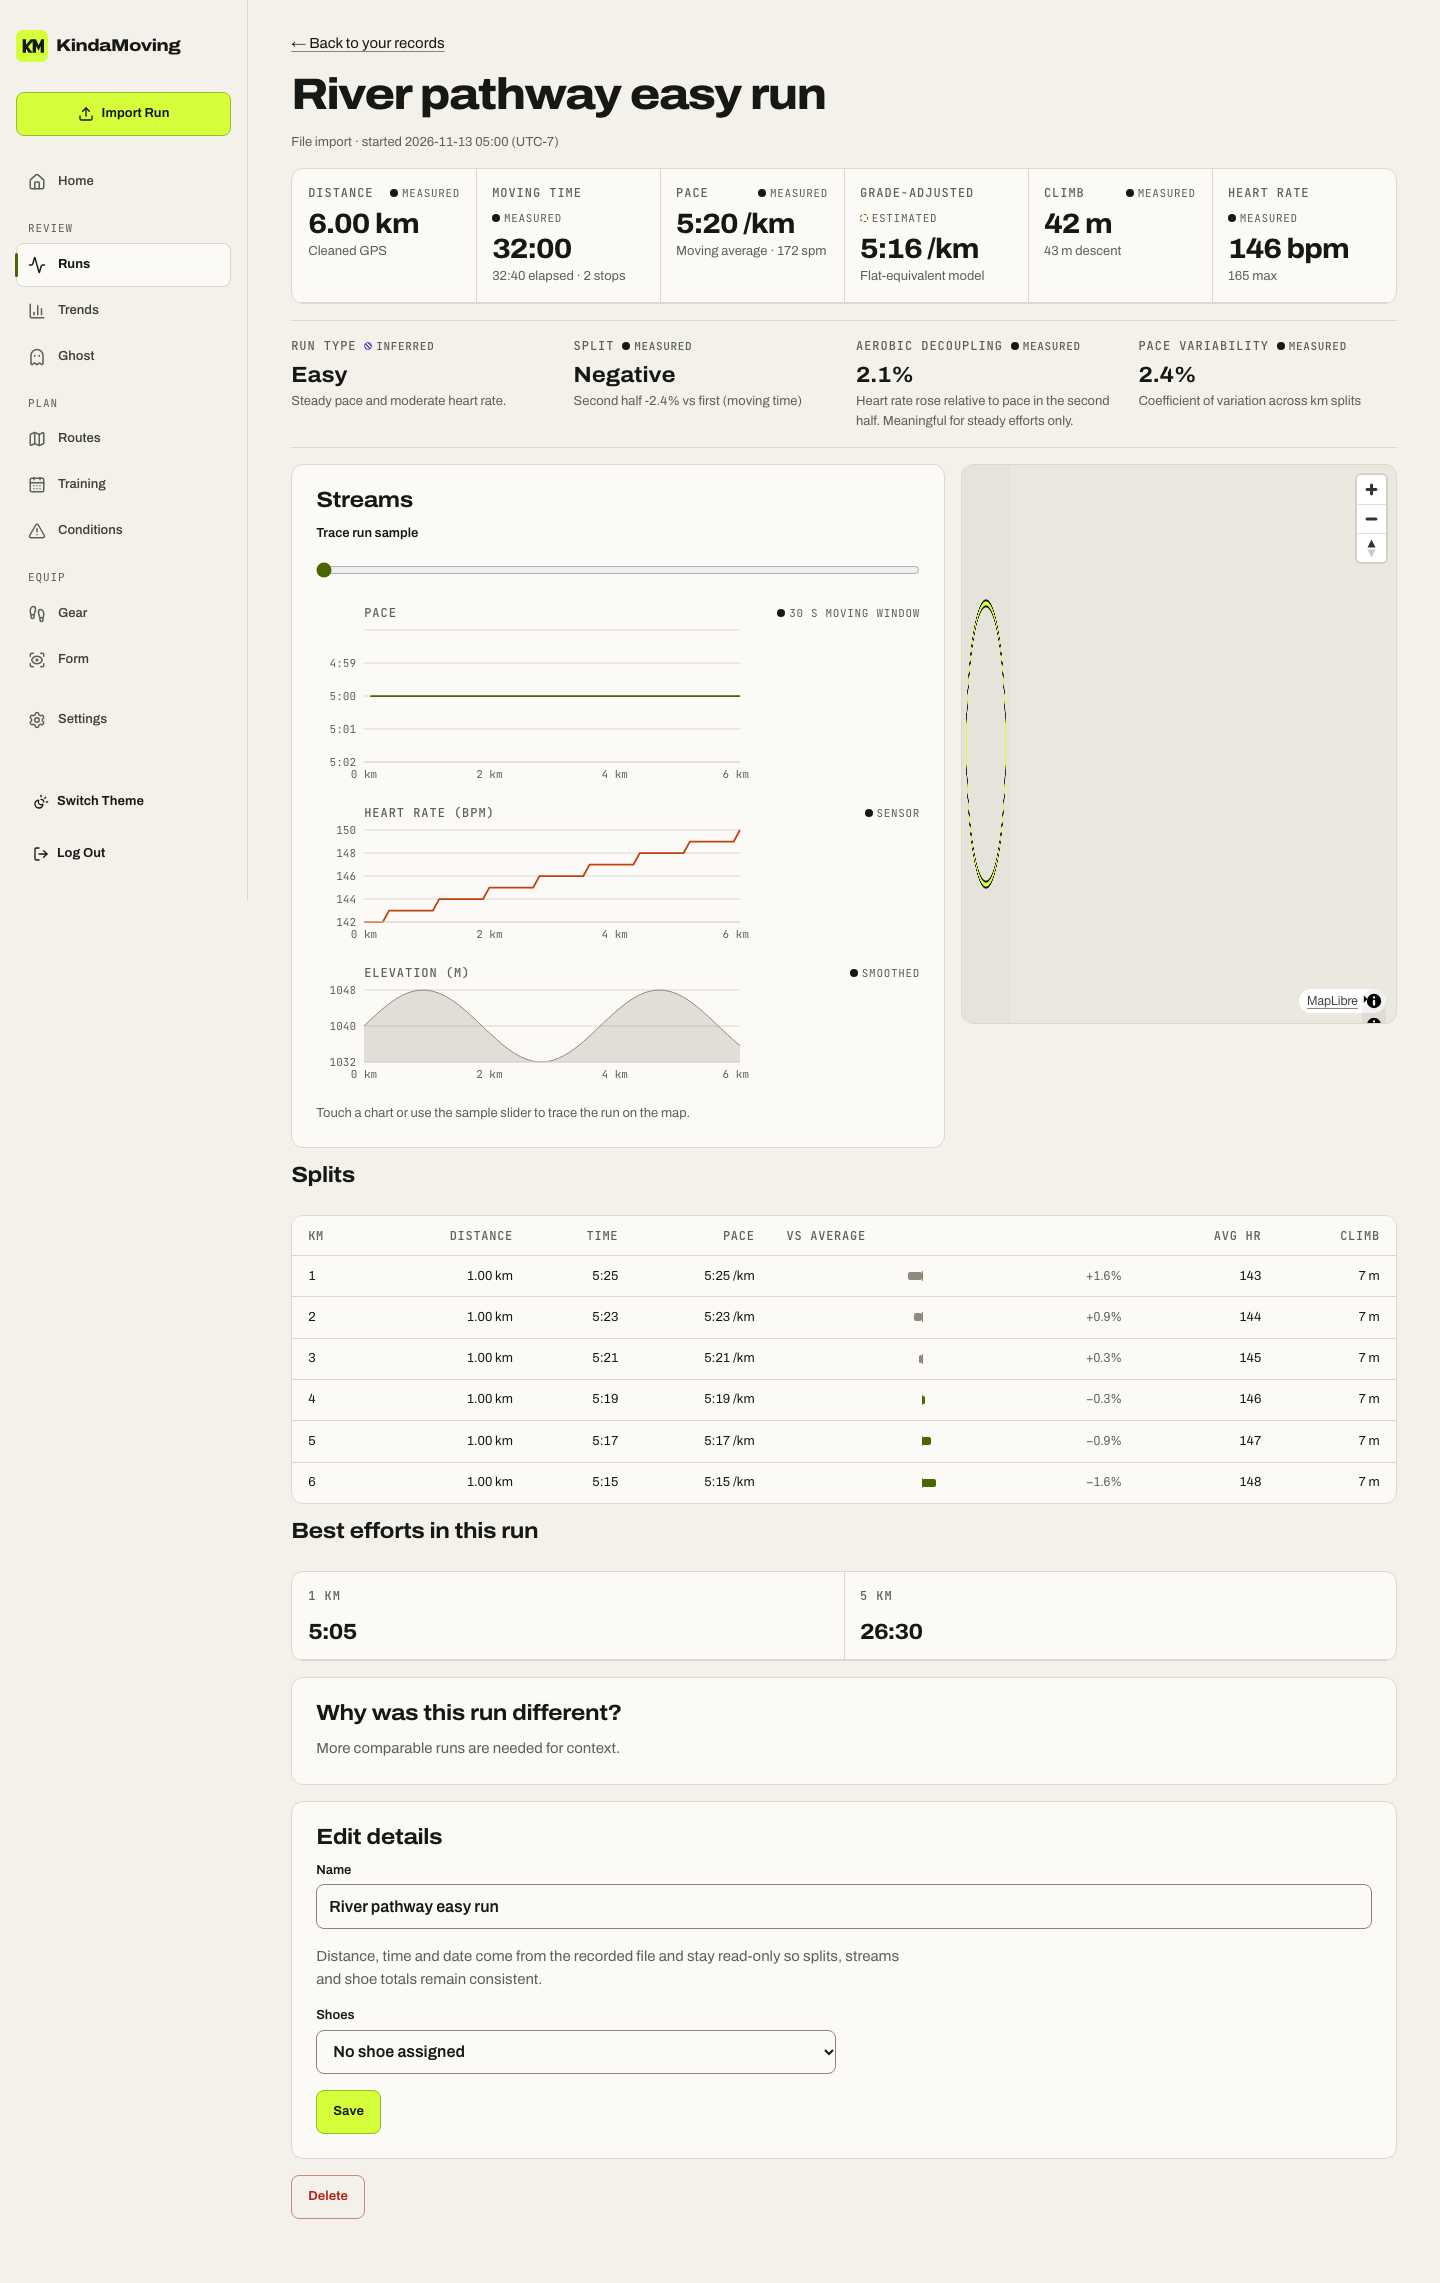 KM KindaMoving
Import Run
Home
REVIEW
Runs
Trends
Ghost
PLAN
Routes
Training
Conditions
EQUIP
Gear
Form
Settings
Switch Theme
Log Out
← Back to your records
River pathway easy run
File import · started 2026-11-13 05:00 (UTC-7)
DISTANCE MEASURED
6.00 km
Cleaned GPS
MOVING TIME
MEASURED
32:00
32:40 elapsed · 2 stops
PACE MEASURED
5:20 /km
Moving average · 172 spm
GRADE-ADJUSTED
ESTIMATED
5:16 /km
Flat-equivalent model
CLIMB MEASURED
42 m
43 m descent
HEART RATE
MEASURED
146 bpm
165 max
RUN TYPE INFERRED
Easy
Steady pace and moderate heart rate.
SPLIT MEASURED
Negative
Second half -2.4% vs first (moving time)
AEROBIC DECOUPLING MEASURED
2.1%
Heart rate rose relative to pace in the second
half. Meaningful for steady efforts only.
PACE VARIABILITY MEASURED
2.4%
Coefficient of variation across km splits
Streams
Trace run sample
PACE 30 S MOVING WINDOW
4:59
5:00
5:01
5:02
0 km 2 km 4 km 6 km
HEART RATE (BPM) SENSOR
150
148
146
144
142
0 km 2 km 4 km 6 km
ELEVATION (M) SMOOTHED
1048
1040
1032
0 km 2 km 4 km 6 km
Touch a chart or use the sample slider to trace the run on the map.
MapLibre
Splits
KM DISTANCE TIME PACE VS AVERAGE AVG HR CLIMB
1 1.00 km 5:25 5:25 /km +1.6% 143 7 m
2 1.00 km 5:23 5:23 /km +0.9% 144 7 m
3 1.00 km 5:21 5:21 /km +0.3% 145 7 m
4 1.00 km 5:19 5:19 /km −0.3% 146 7 m
5 1.00 km 5:17 5:17 /km −0.9% 147 7 m
6 1.00 km 5:15 5:15 /km −1.6% 148 7 m
Best efforts in this run
1 KM
5:05
5 KM
26:30
Why was this run different?
More comparable runs are needed for context.
Edit details
Name
River pathway easy run
Distance, time and date come from the recorded file and stay read-only so splits, streams
and shoe totals remain consistent.
Shoes
No shoe assigned
Save
Delete